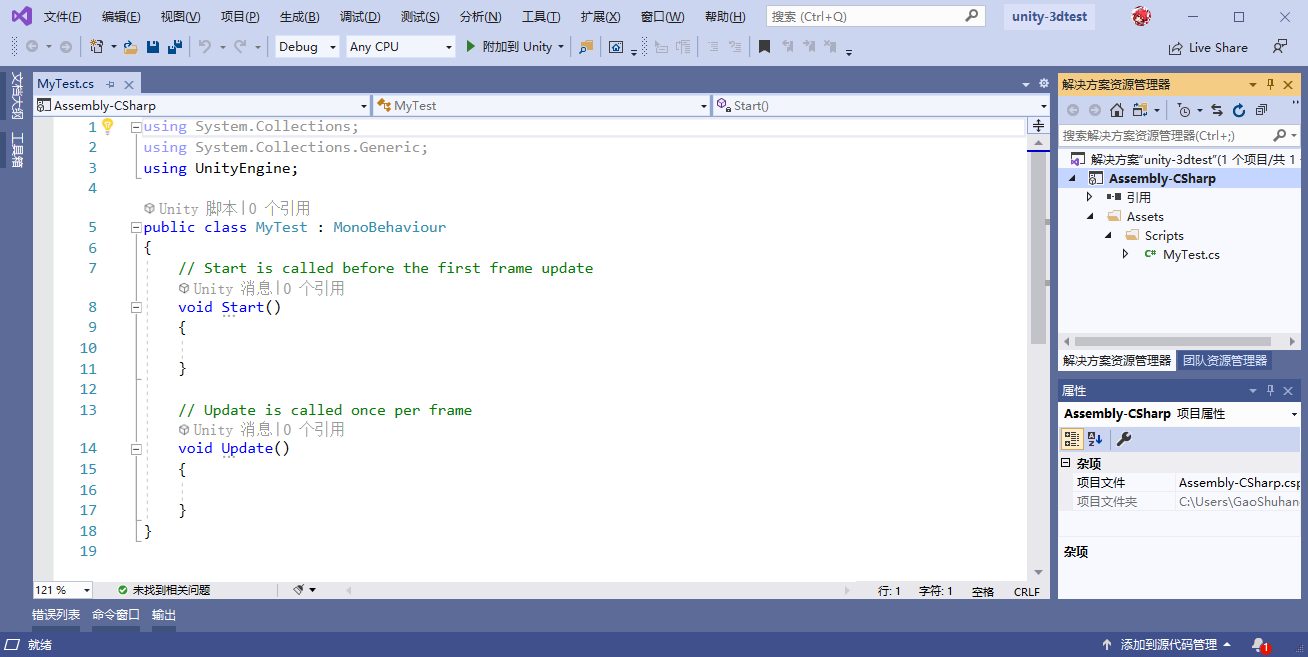 文件(F) 编辑(E) 视图(V) 项目(P) 生成(B) 调试(D) 测试(S) 分析(N) 工具(T) 扩展(X) 窗口(W) 帮助(H) 搜索 (Ctrl+Q) unity-3dtest
Debug Any CPU 附加到 Unity Live Share
文档大纲
工具箱
MyTest.cs
Assembly-CSharp MyTest Start()
1 using System.Collections;
2 using System.Collections.Generic;
3 using UnityEngine;
4
Unity 脚本|0 个引用
5 public class MyTest : MonoBehaviour
6 {
7 // Start is called before the first frame update
Unity 消息|0 个引用
8 void Start()
9 {
10
11 }
12
13 // Update is called once per frame
Unity 消息|0 个引用
14 void Update()
15 {
16
17 }
18 }
19
121 % 未找到相关问题 行: 1 字符: 1 空格 CRLF
解决方案资源管理器
搜索解决方案资源管理器(Ctrl+;)
解决方案"unity-3dtest"(1 个项目/共 1
Assembly-CSharp
引用
Assets
Scripts
C# MyTest.cs
解决方案资源管理器 团队资源管理器
属性
Assembly-CSharp 项目属性
杂项
项目文件 Assembly-CSharp.csp
项目文件夹 C:\Users\GaoShuhan
杂项
错误列表 命令窗口 输出
就绪 添加到源代码管理 1